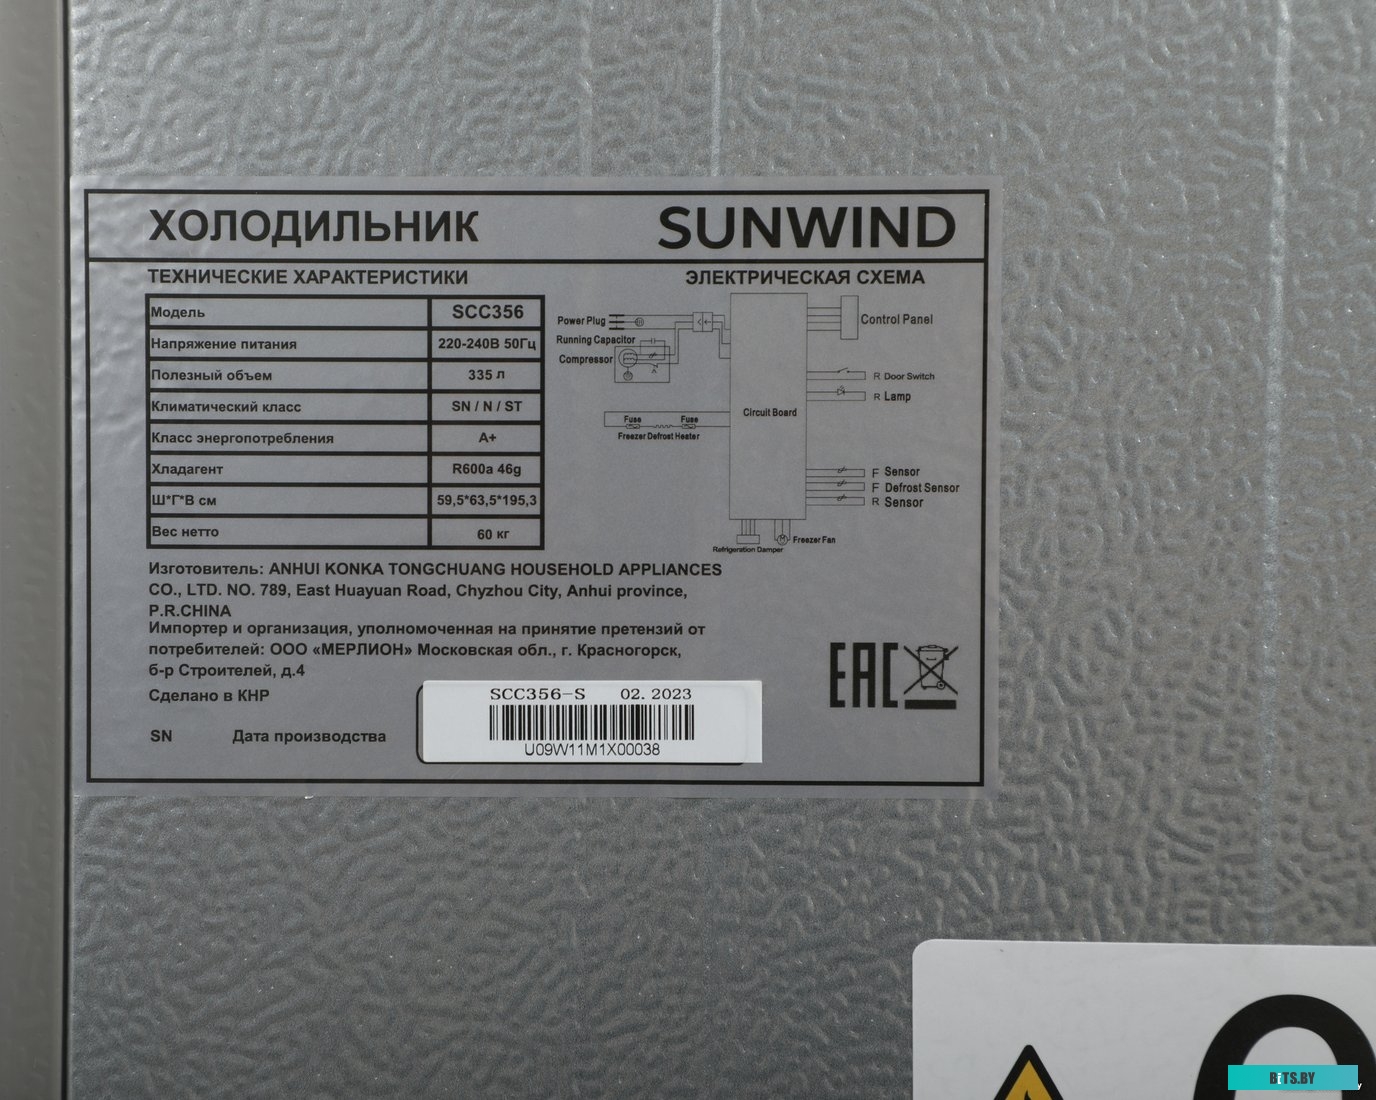 ХОЛОДИЛЬНИК SUNWIND
ТЕХНИЧЕСКИЕ ХАРАКТЕРИСТИКИ
Модель SCC356
Напряжение питания 220-240В 50Гц
Полезный объем 335 л
Климатический класс SN / N / ST
Класс энергопотребления A+
Хладагент R600a 46g
Ш*Г*В см 59,5*63,5*195,3
Вес нетто 60 кг
ЭЛЕКТРИЧЕСКАЯ СХЕМА
Power Plug
Running Capacitor
Compressor
Fuse Fuse
Freezer Defrost Heater
Circuit Board
Control Panel
R Door Switch
R Lamp
F Sensor
F Defrost Sensor
R Sensor
Freezer Fan
Refrigeration Damper
Изготовитель: ANHUI KONKA TONGCHUANG HOUSEHOLD APPLIANCES
CO., LTD. NO. 789, East Huayuan Road, Chyzhou City, Anhui province,
P.R.CHINA
Импортер и организация, уполномоченная на принятие претензий от
потребителей: ООО «МЕРЛИОН» Московская обл., г. Красногорск,
б-р Строителей, д.4
Сделано в КНР
EAC
SCC356-S 02. 2023
SN Дата производства
U09W11M1X00038
BiTS.BY